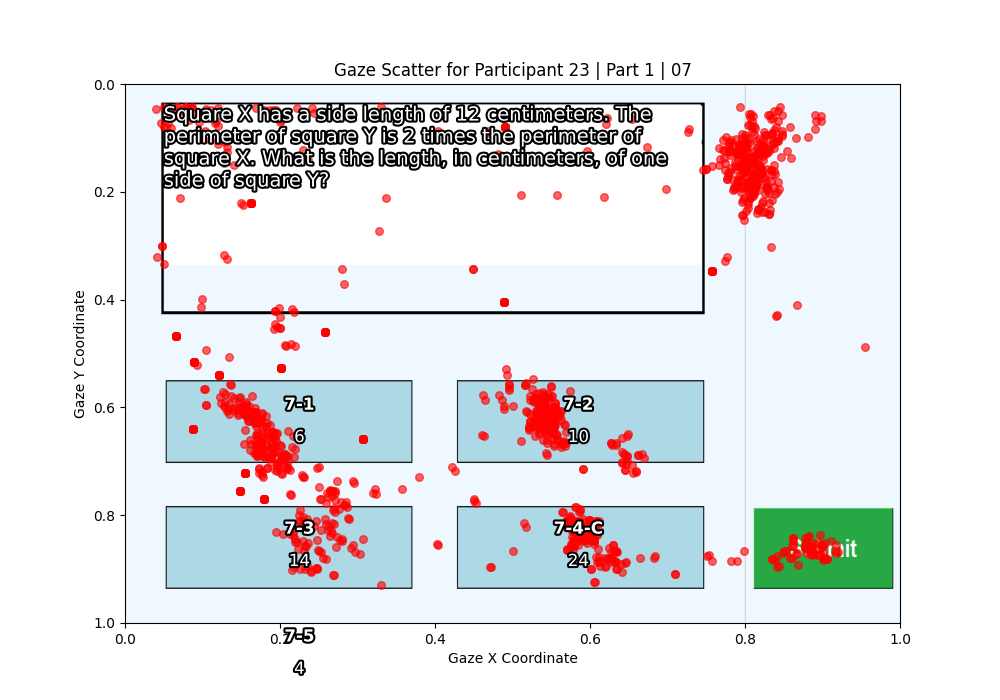 Gaze Scatter for Participant 23 | Part 1 | 07
Square X has a side length of 12 centimeters. The
perimeter of square Y is 2 times the perimeter of
square X. What is the length, in centimeters, of one
side of square Y?
0.0
0.2
0.4
0.6
0.8
1.0
Gaze Y Coordinate
7-1
6
7-2
10
7-3
14
7-4-C
24
0.0
0.2
0.4
0.6
0.8
1.0
7-5
4
Gaze X Coordinate